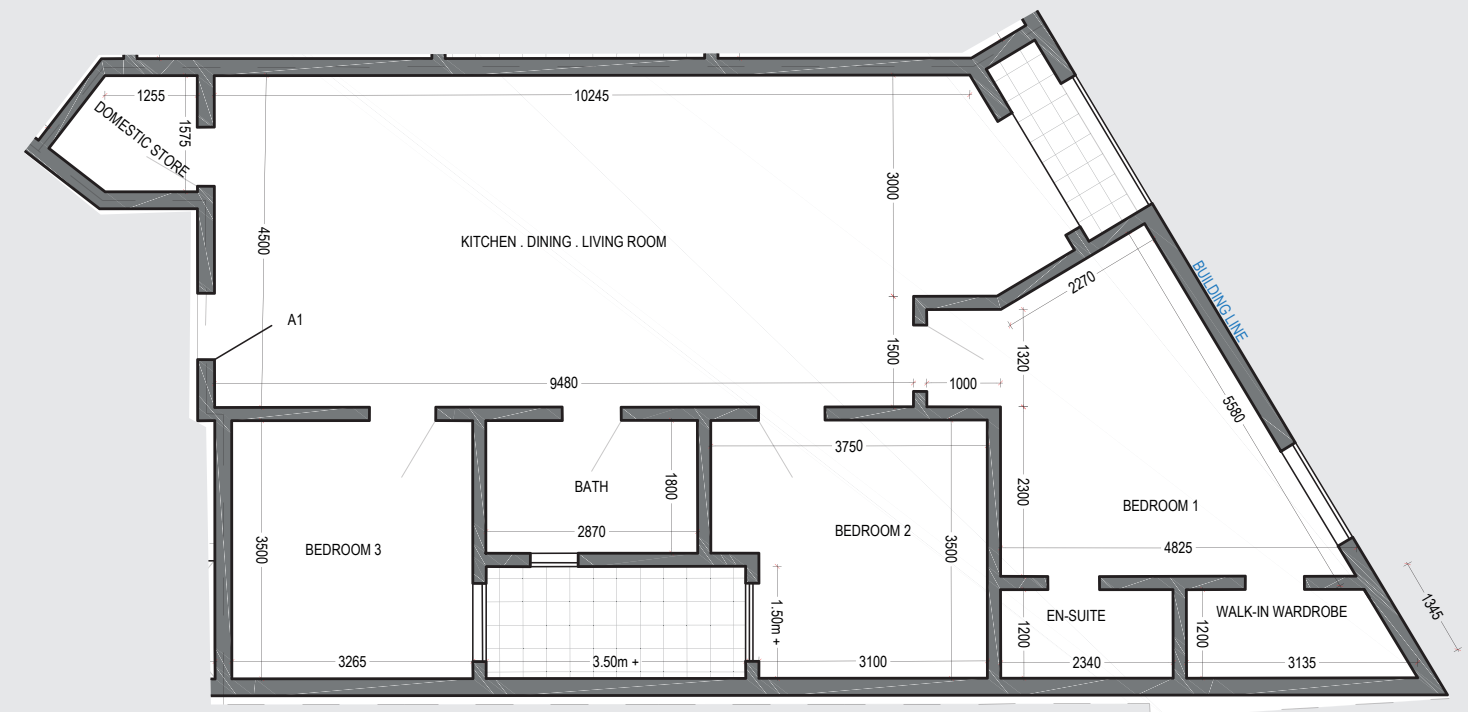 1255
10245
DOMESTIC STORE
1575
3000
4500
KITCHEN . DINING . LIVING ROOM
2270
BUILDING LINE
A1
1320
1500
9480
1000
5580
3750
1800
BATH
2300
BEDROOM 1
2870
BEDROOM 2
BEDROOM 3
3500
3500
4825
1.50m +
EN-SUITE
WALK-IN WARDROBE
1345
1200
1200
3265
3.50m +
3100
2340
3135